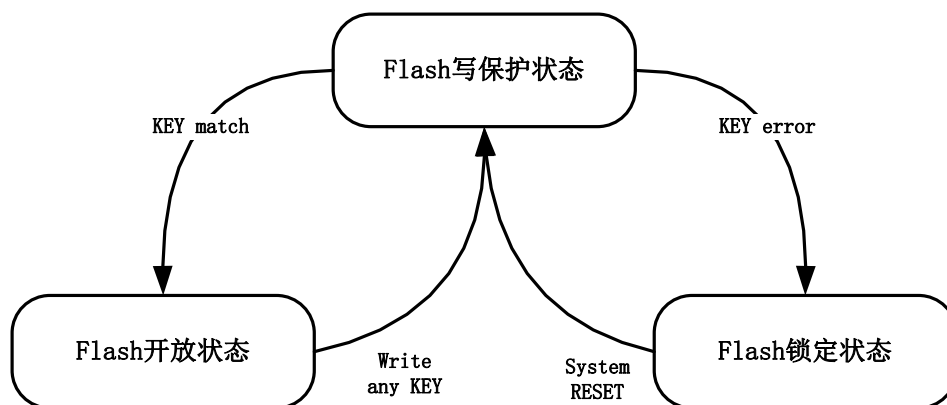 Flash写保护状态
KEY match
KEY error
Flash开放状态
Write
any KEY
System
RESET
Flash锁定状态